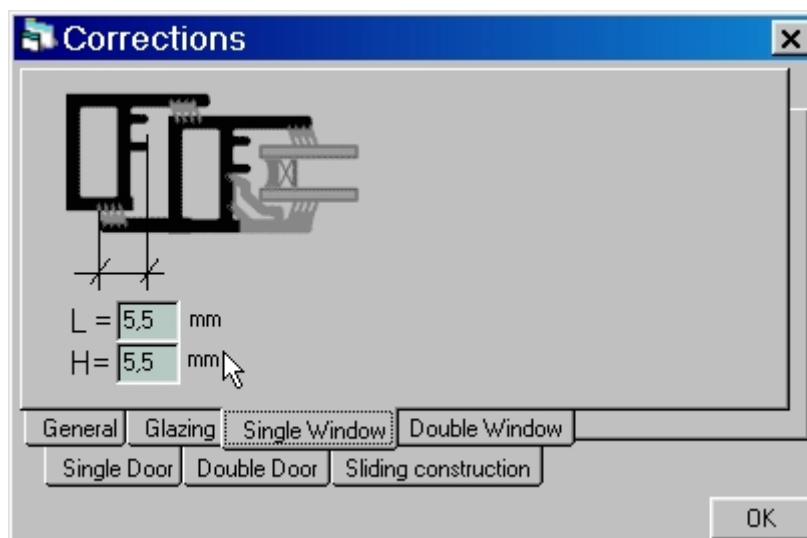 Corrections
L = 5,5 mm
H= 5,5 mm
General Glazing Single Window Double Window
Single Door Double Door Sliding construction
OK